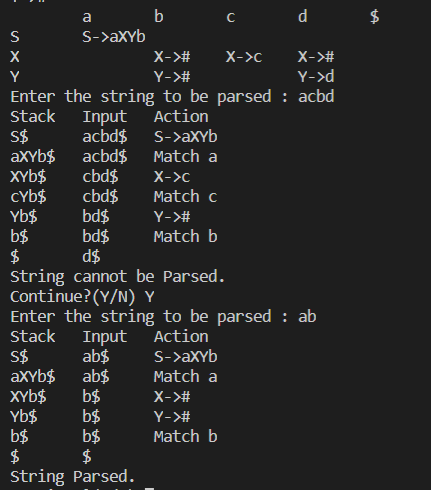 a b c d $
S S->aXYb
X X-># X->c X->#
Y Y->#  Y->d
Enter the string to be parsed : acbd
Stack Input Action
S$ acbd$ S->aXYb
aXYb$ acbd$ Match a
XYb$ cbd$ X->c
cYb$ cbd$ Match c
Yb$ bd$ Y->#
b$ bd$ Match b
$ d$
String cannot be Parsed.
Continue?(Y/N) Y
Enter the string to be parsed : ab
Stack Input Action
S$ ab$ S->aXYb
aXYb$ ab$ Match a
XYb$ b$ X->#
Yb$ b$ Y->#
b$ b$ Match b
$ $
String Parsed.